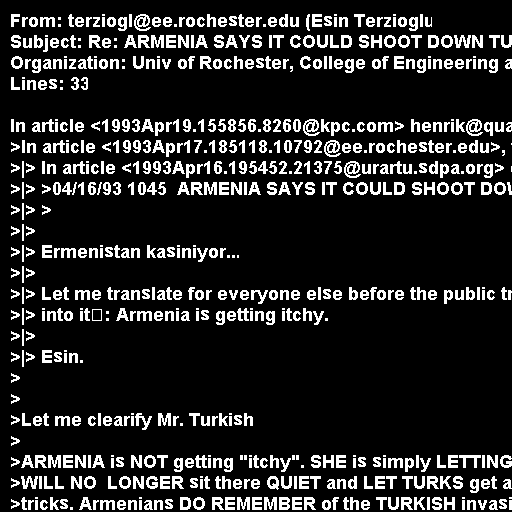 From: terziogl@ee.rochester.edu (Esin Terzioglu
Subject: Re: ARMENIA SAYS IT COULD SHOOT DOWN TU
Organization: Univ of Rochester, College of Engineering a
Lines: 33

In article <1993Apr19.155856.8260@kpc.com> henrik@qua
>In article <1993Apr17.185118.10792@ee.rochester.edu>,
>|> In article <1993Apr16.195452.21375@urartu.sdpa.org>
>|> >04/16/93 1045  ARMENIA SAYS IT COULD SHOOT DOW
>|> >
>|>
>|> Ermenistan kasiniyor...
>|>
>|> Let me translate for everyone else before the public tr
>|> into it: Armenia is getting itchy.
>|>
>|> Esin.
>
>
>Let me clearify Mr. Turkish
>
>ARMENIA is NOT getting "itchy". SHE is simply LETTING
>WILL NO  LONGER sit there QUIET and LET TURKS get a
>tricks. Armenians DO REMEMBER of the TURKISH invasi